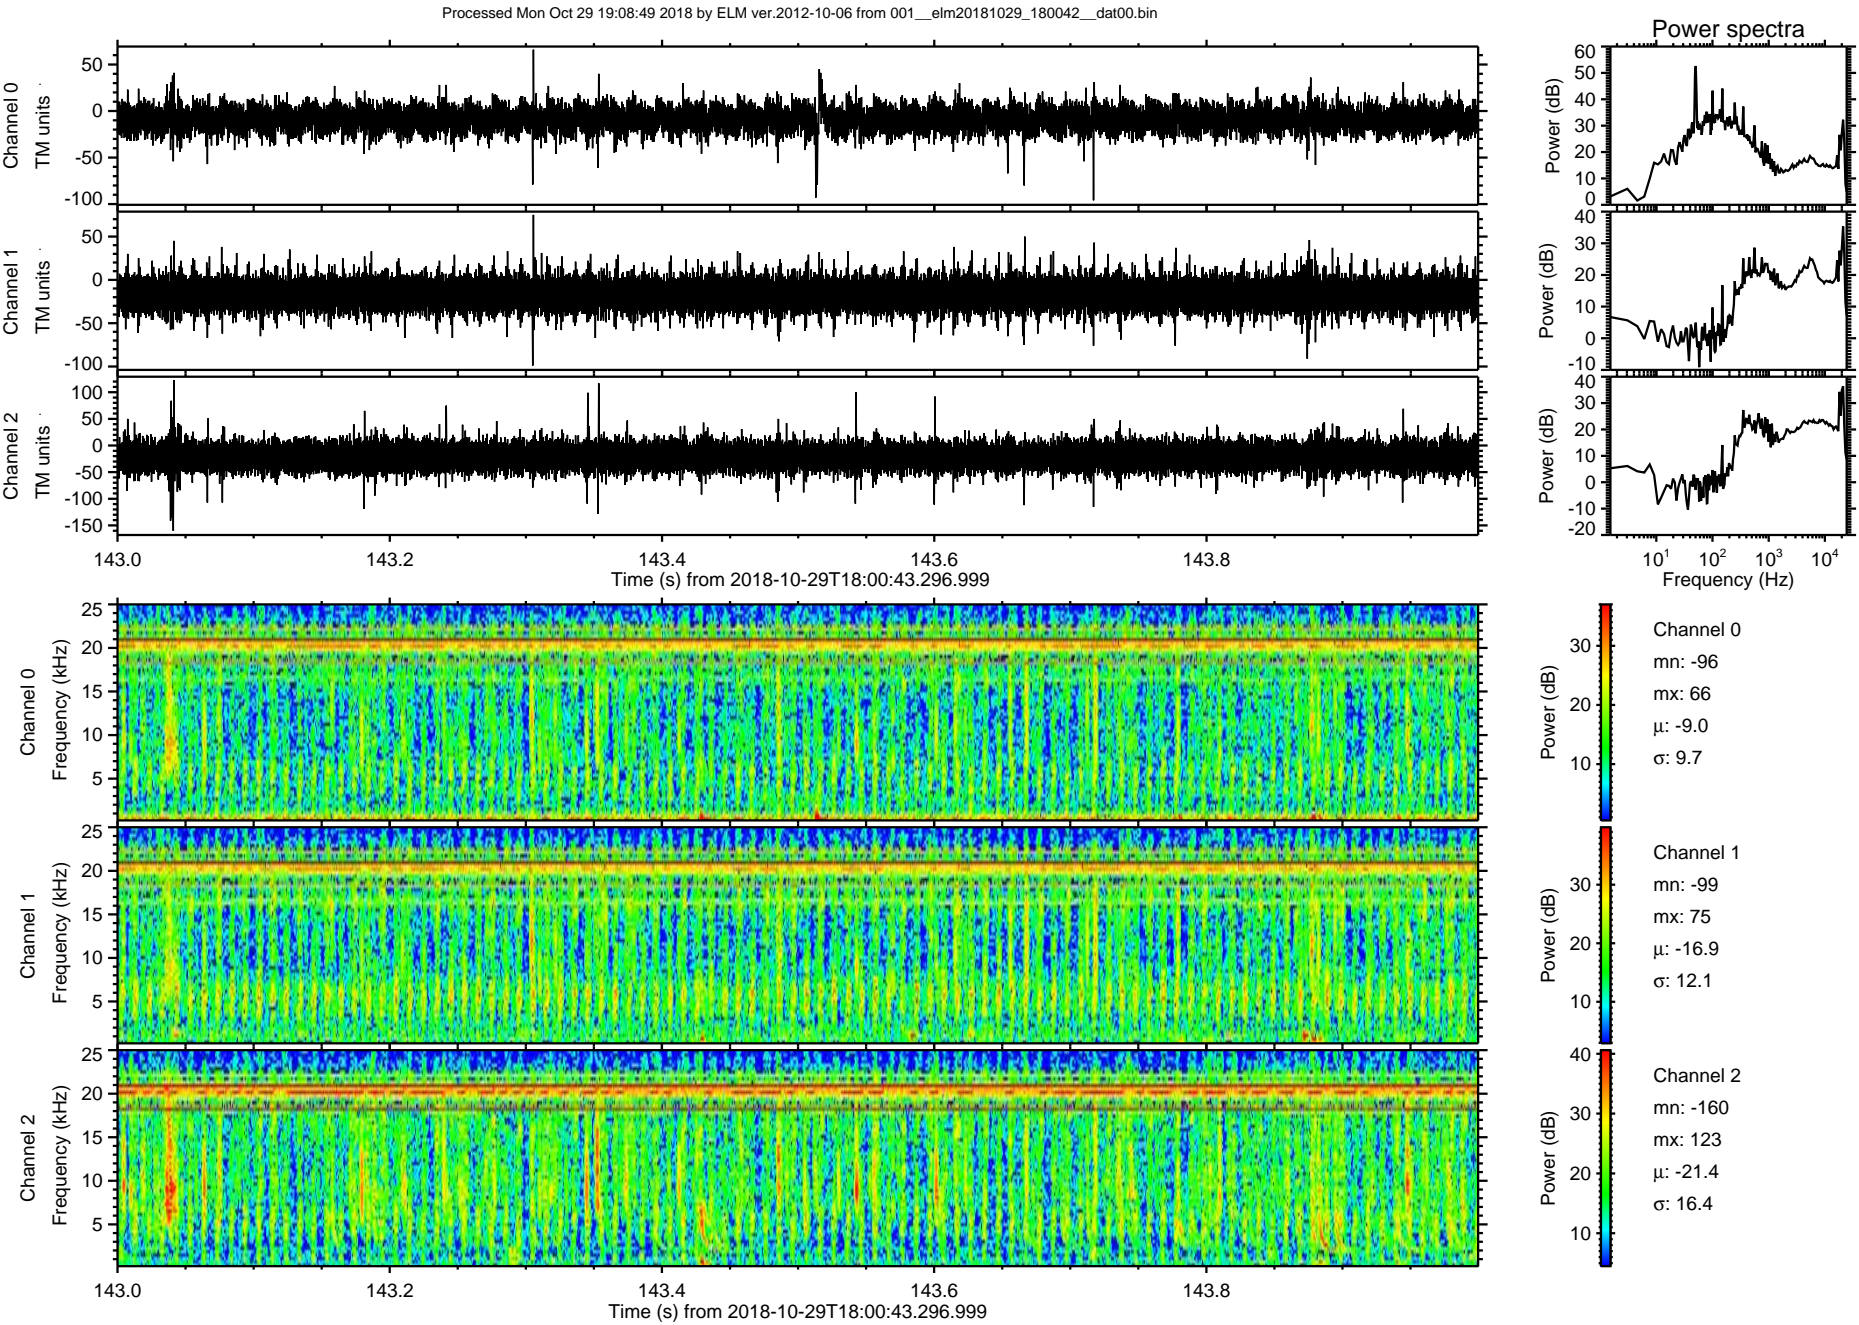 Processed Mon Oct 29 19:08:49 2018 by ELM ver.2012-10-06 from 001__elm20181029_180042__dat00.bin
Power spectra
Channel 0
TM units
50
0
-50
-100
Power (dB)
60
50
40
30
20
10
0
Channel 1
TM units
50
0
-50
-100
Power (dB)
40
30
20
10
0
-10
Channel 2
TM units
100
50
0
-50
-100
-150
Power (dB)
40
30
20
10
0
-10
-20
143.0 143.2 143.4 143.6 143.8
Time (s) from 2018-10-29T18:00:43.296.999
10¹ 10² 10³ 10⁴
Frequency (Hz)
Channel 0
Frequency (kHz)
25
20
15
10
5
Power (dB)
30
20
10
Channel 0
mn: -96
mx: 66
μ: -9.0
σ: 9.7
Channel 1
Frequency (kHz)
25
20
15
10
5
Power (dB)
30
20
10
Channel 1
mn: -99
mx: 75
μ: -16.9
σ: 12.1
Channel 2
Frequency (kHz)
25
20
15
10
5
Power (dB)
40
30
20
10
Channel 2
mn: -160
mx: 123
μ: -21.4
σ: 16.4
143.0 143.2 143.4 143.6 143.8
Time (s) from 2018-10-29T18:00:43.296.999